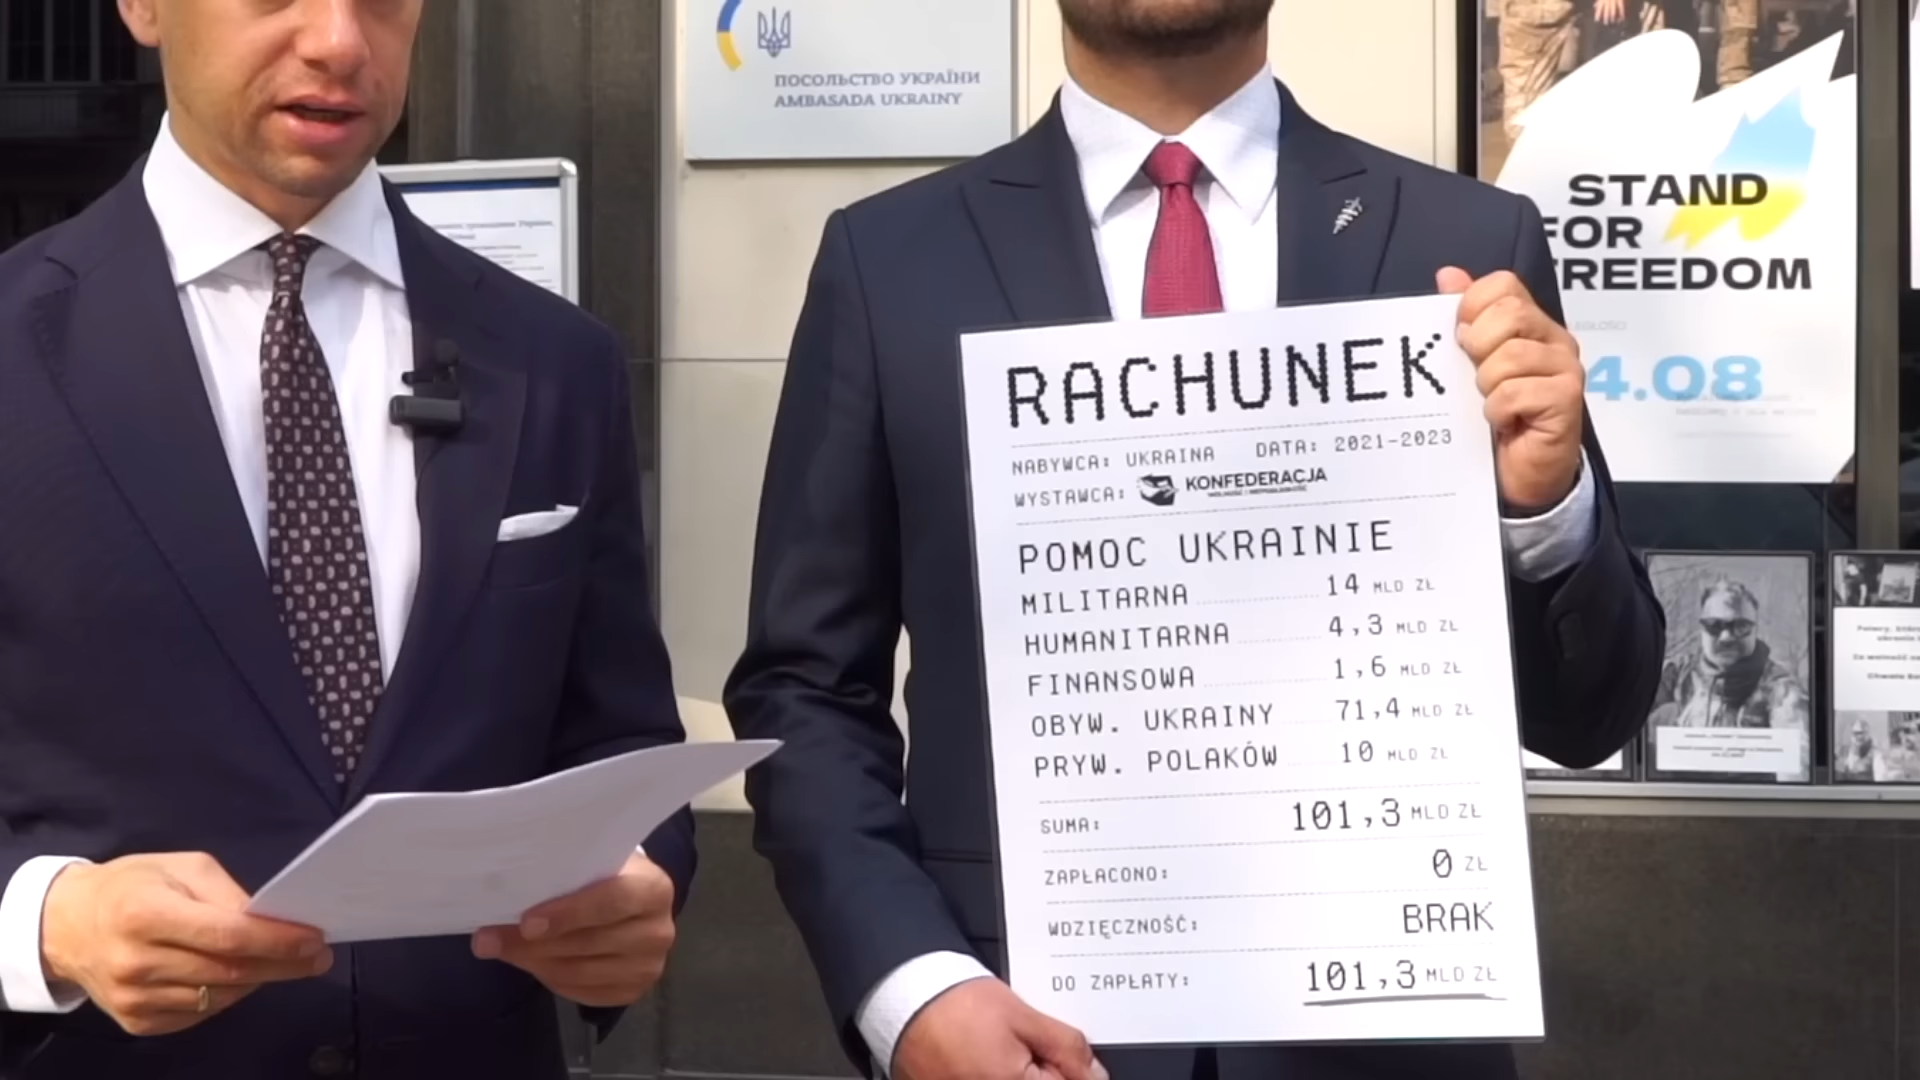 ПОСОЛЬСТВО УКРАЇНИ
AMBASADA UKRAINY
STAND
FOR
FREEDOM
4.08
RACHUNEK
NABYWCA: UKRAINA DATA: 2021-2023
WYSTAWCA: KONFEDERACJA
WOLNOŚĆ I NIEPODLEGŁOŚĆ
POMOC UKRAINIE
MILITARNA 14 MLD ZŁ
HUMANITARNA 4,3 MLD ZŁ
FINANSOWA 1,6 MLD ZŁ
OBYW. UKRAINY 71,4 MLD ZŁ
PRYW. POLAKÓW 10 MLD ZŁ
SUMA: 101,3 MLD ZŁ
ZAPŁACONO: 0 ZŁ
WDZIĘCZNOŚĆ: BRAK
DO ZAPŁATY: 101,3 MLD ZŁ